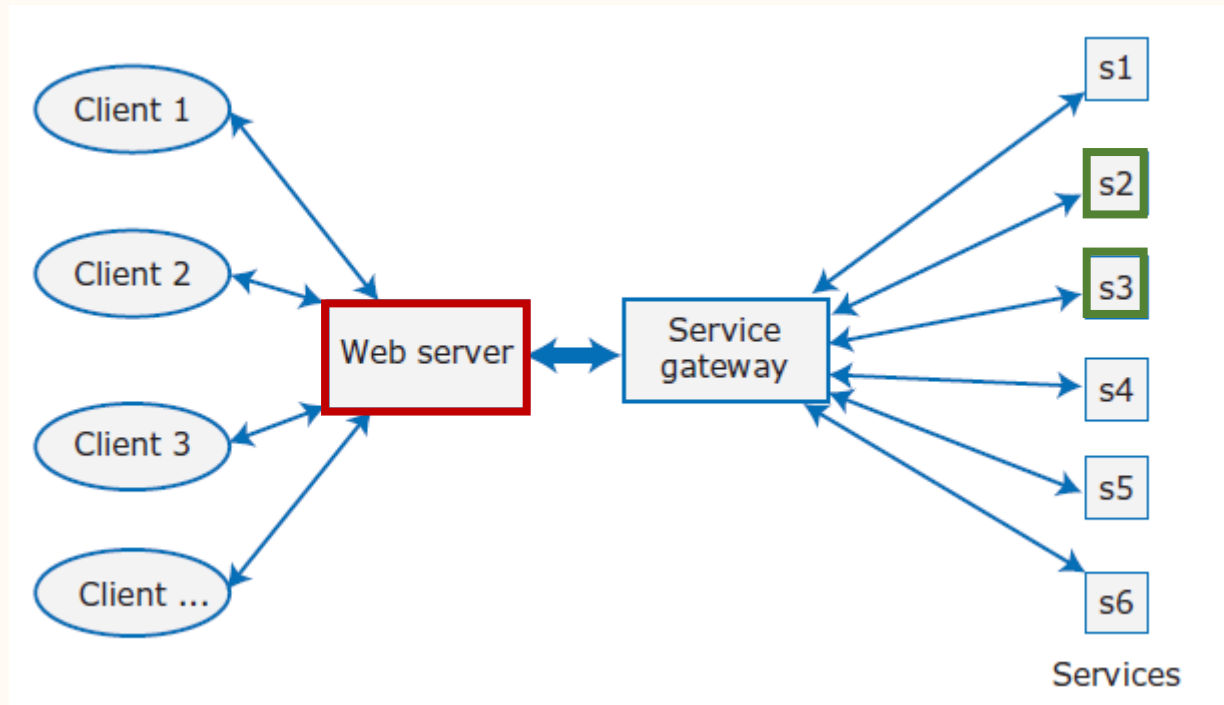 Client 1
Client 2
Client 3
Client ...
Web server
Service
gateway
s1
s2
s3
s4
s5
s6
Services